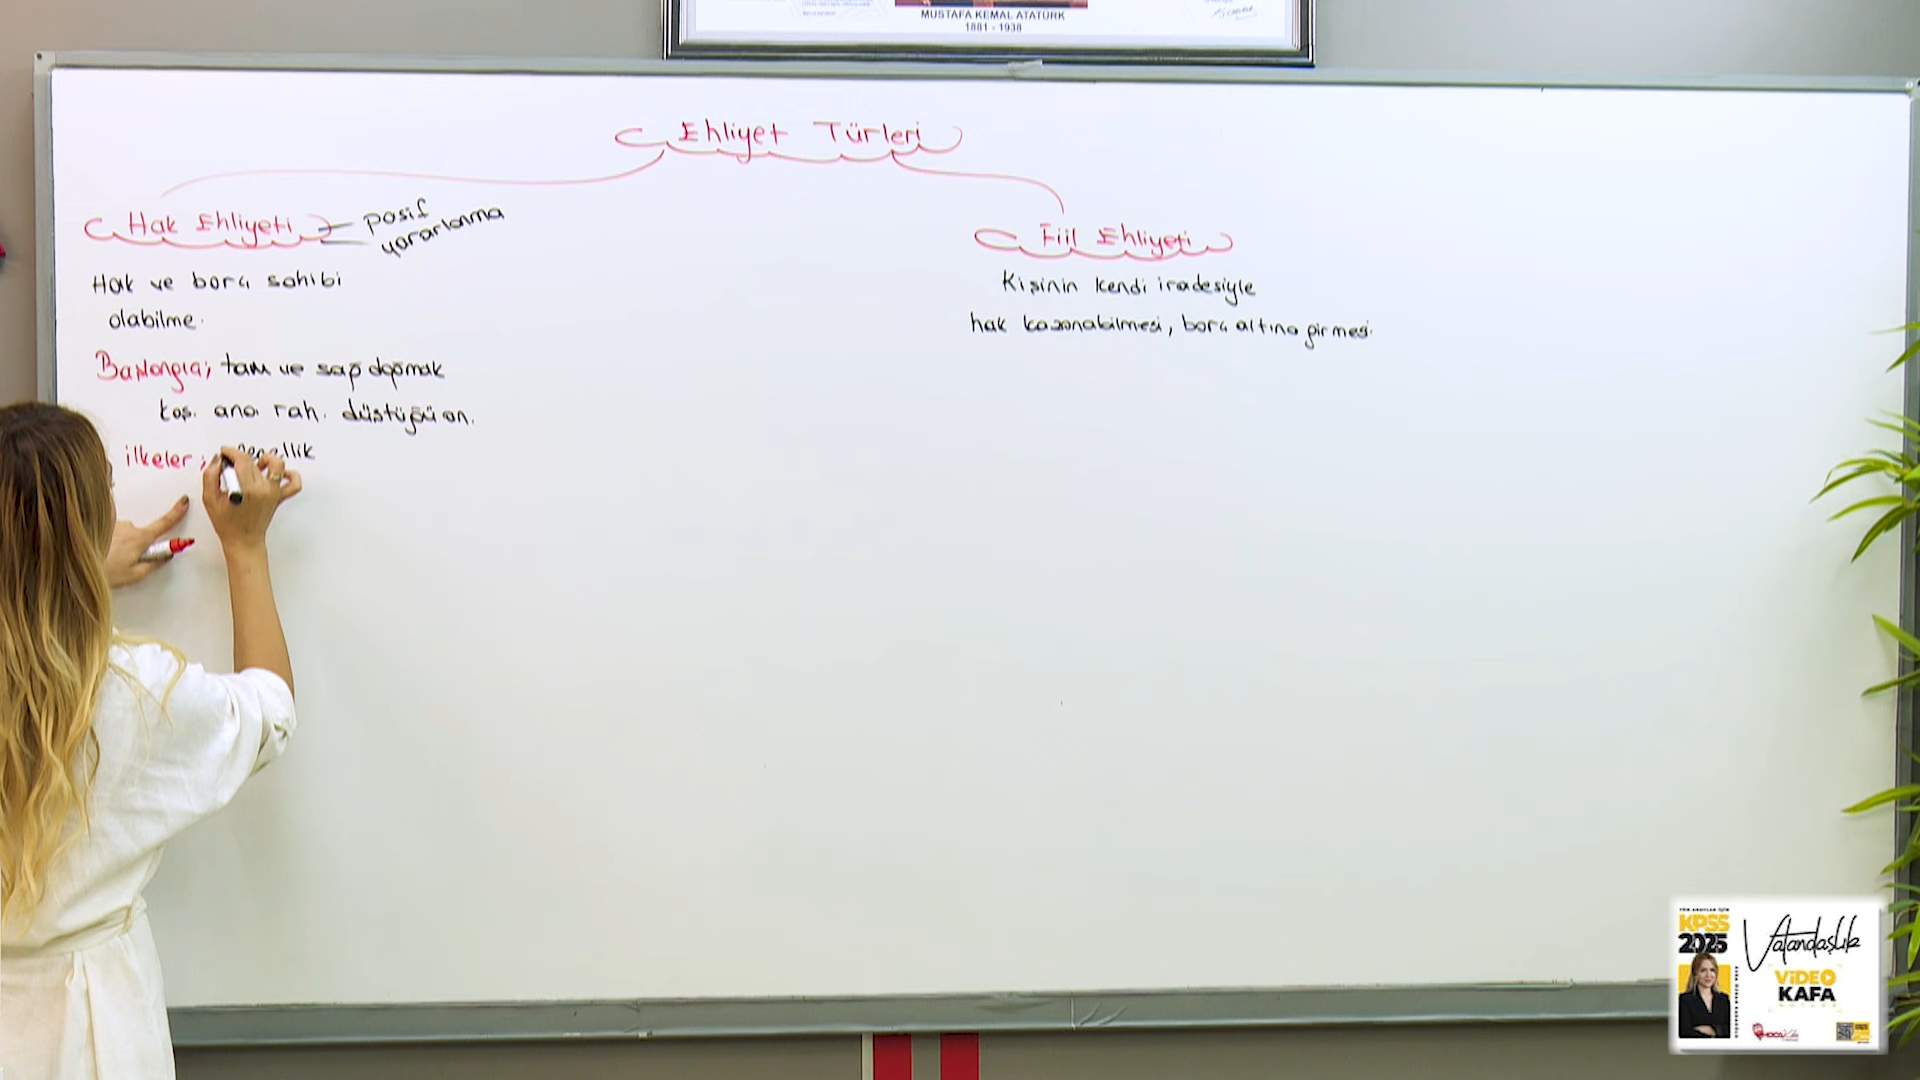 MUSTAFA KEMAL ATATÜRK
1881 - 1938
Ehliyet Türleri
Hak Ehliyeti
pasif
yararlanma
Hak ve borç sahibi
olabilme.
Başlangıcı; tam ve sağ doğmak
koş. ana rah. düştüğü an.
ilkeler; genellik
Fiil Ehliyeti
Kişinin kendi iradesiyle
hak kazanabilmesi, borç altına girmesi.
KPSS
2025
Vatandaşlık
VİDEO
KAFA